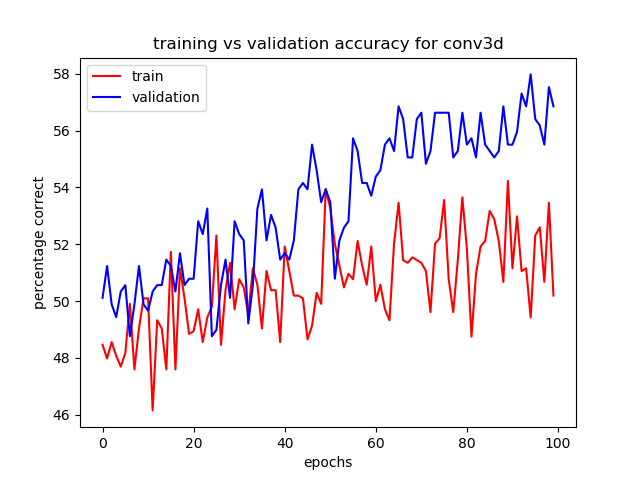 training vs validation accuracy for conv3d
train
validation
58
56
54
52
50
48
46
percentage correct
0 20 40 60 80 100
epochs